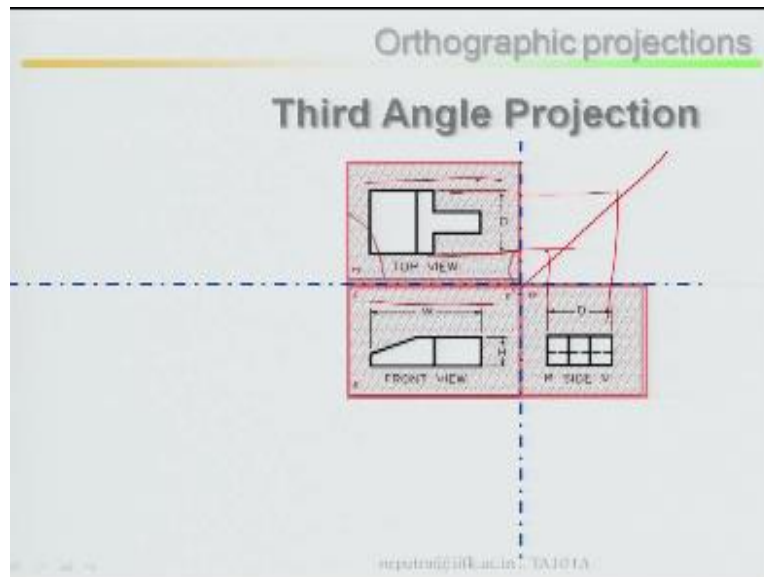 Orthographic projections
Third Angle Projection
D
TOP VIEW
W
H
D
FRONT VIEW
R SIDE V
TA101A